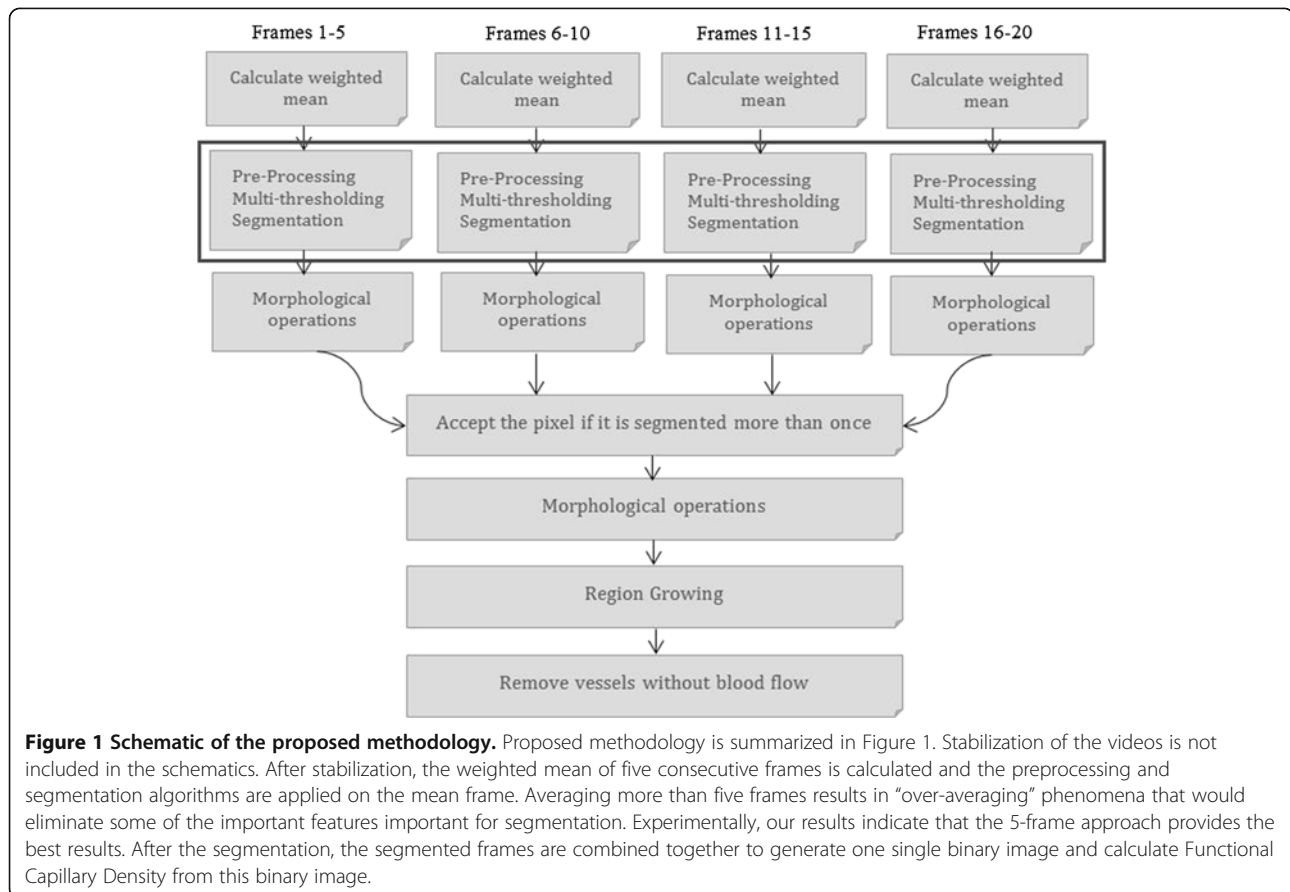 Frames 1-5 Frames 6-10 Frames 11-15 Frames 16-20
Calculate weighted mean
Calculate weighted mean
Calculate weighted mean
Calculate weighted mean
Pre-Processing
Multi-thresholding
Segmentation
Pre-Processing
Multi-thresholding
Segmentation
Pre-Processing
Multi-thresholding
Segmentation
Pre-Processing
Multi-thresholding
Segmentation
Morphological
operations
Morphological
operations
Morphological
operations
Morphological
operations
Accept the pixel if it is segmented more than once
Morphological operations
Region Growing
Remove vessels without blood flow
Figure 1 Schematic of the proposed methodology. Proposed methodology is summarized in Figure 1. Stabilization of the videos is not
included in the schematics. After stabilization, the weighted mean of five consecutive frames is calculated and the preprocessing and
segmentation algorithms are applied on the mean frame. Averaging more than five frames results in “over-averaging” phenomena that would
eliminate some of the important features important for segmentation. Experimentally, our results indicate that the 5-frame approach provides the
best results. After the segmentation, the segmented frames are combined together to generate one single binary image and calculate Functional
Capillary Density from this binary image.